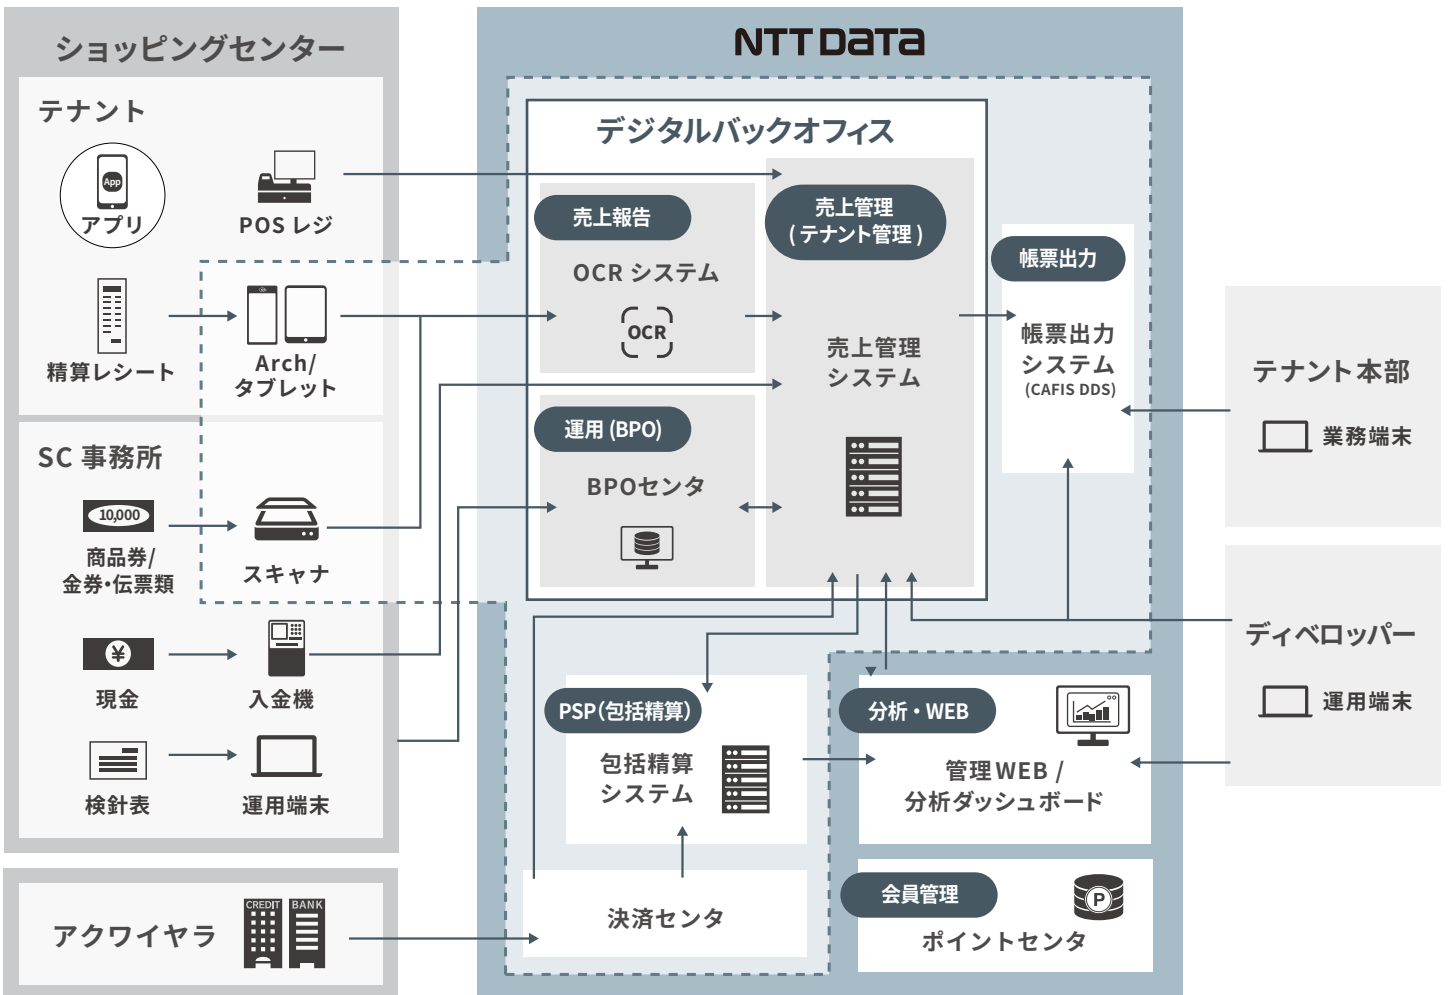 ショッピングセンター
テナント
App
アプリ
POS レジ
精算レシート
Arch/
タブレット
SC 事務所
10,000
商品券/
金券・伝票類
スキャナ
¥
現金
入金機
検針表
運用端末
アクワイヤラ
CREDIT
BANK
NTT DATA
デジタルバックオフィス
売上報告
OCR システム
OCR
運用 (BPO)
BPOセンタ
売上管理
( テナント管理 )
売上管理
システム
帳票出力
帳票出力
システム
(CAFIS DDS)
PSP(包括精算)
包括精算
システム
決済センタ
分析・WEB
管理WEB /
分析ダッシュボード
会員管理
P
ポイントセンタ
テナント本部
業務端末
ディベロッパー
運用端末